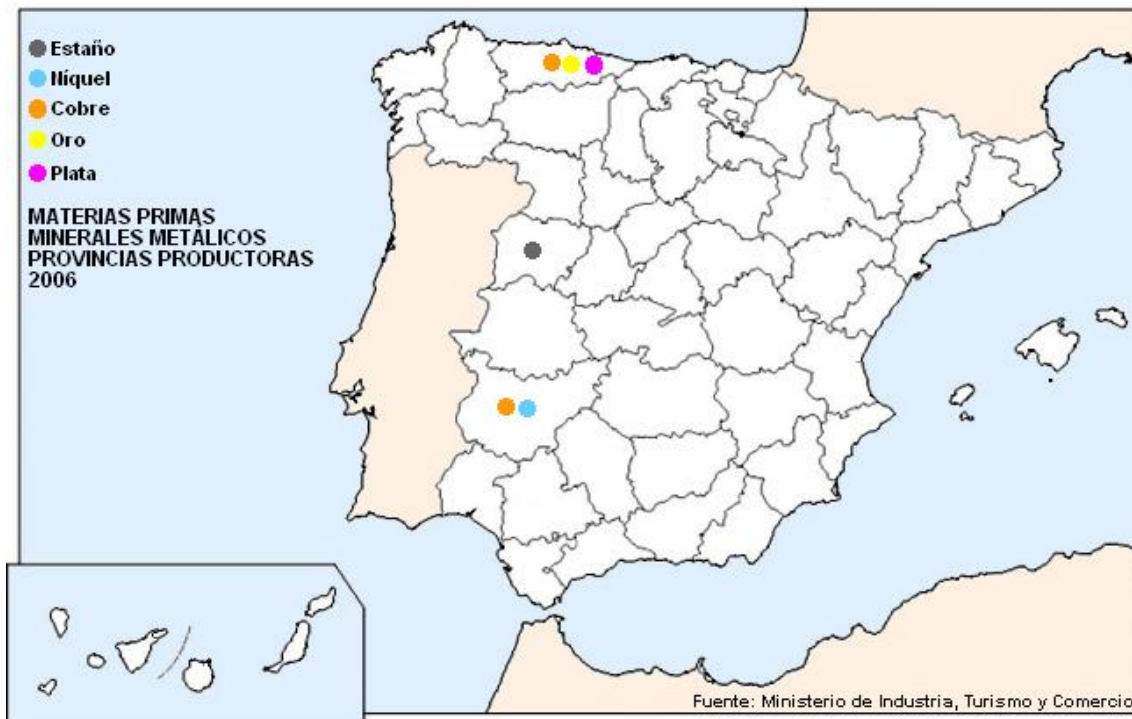 Estaño
Níquel
Cobre
Oro
Plata
MATERIAS PRIMAS
MINERALES METÁLICOS
PROVINCIAS PRODUCTORAS
2006
Fuente: Ministerio de Industria, Turismo y Comercio